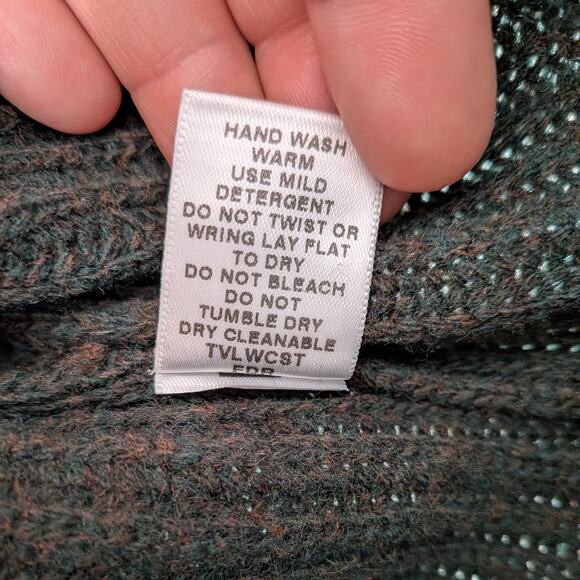 HAND WASH
WARM
USE MILD
DETERGENT
DO NOT TWIST OR
WRING LAY FLAT
TO DRY
DO NOT BLEACH
DO NOT
TUMBLE DRY
DRY CLEANABLE
TVLWCST